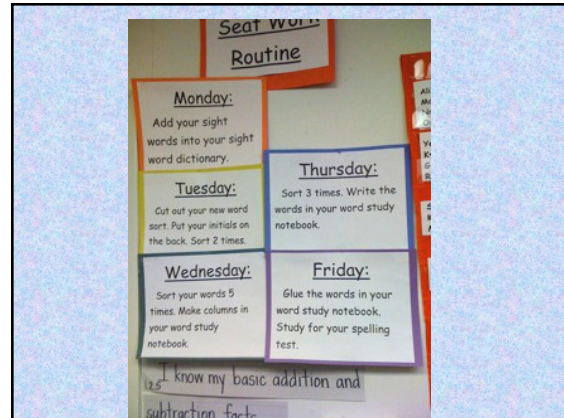 Seat Work
Routine
Monday:
Add your sight
words into your sight
word dictionary.
Tuesday:
Cut out your new word
sort. Put your initials on
the back. Sort 2 times.
Wednesday:
Sort your words 5
times. Make columns in
your word study
notebook.
Thursday:
Sort 3 times. Write the
words in your word study
notebook.
Friday:
Glue the words in your
word study notebook.
Study for your spelling
test.
I know my basic addition and
125
subtraction facts